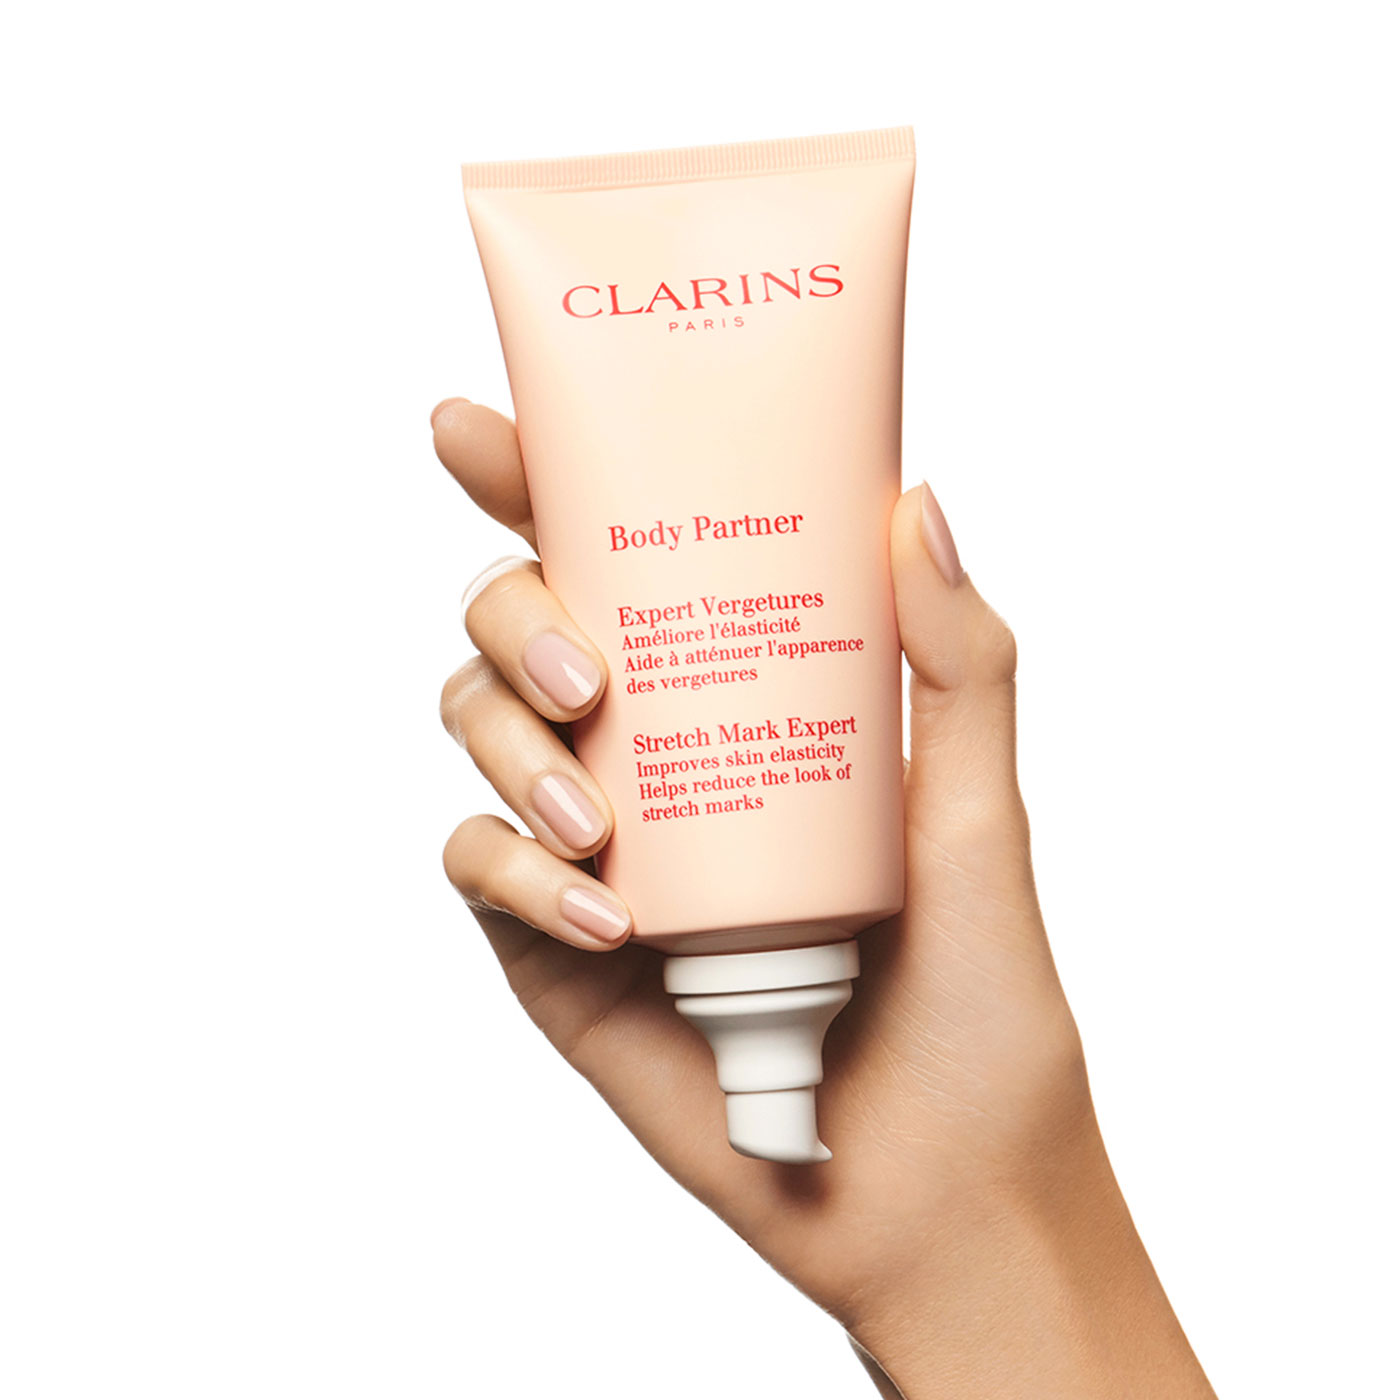 CLARINS
PARIS
Body Partner
Expert Vergetures
Améliore l'élasticité
Aide à atténuer l'apparence
des vergetures
Stretch Mark Expert
Improves skin elasticity
Helps reduce the look of
stretch marks